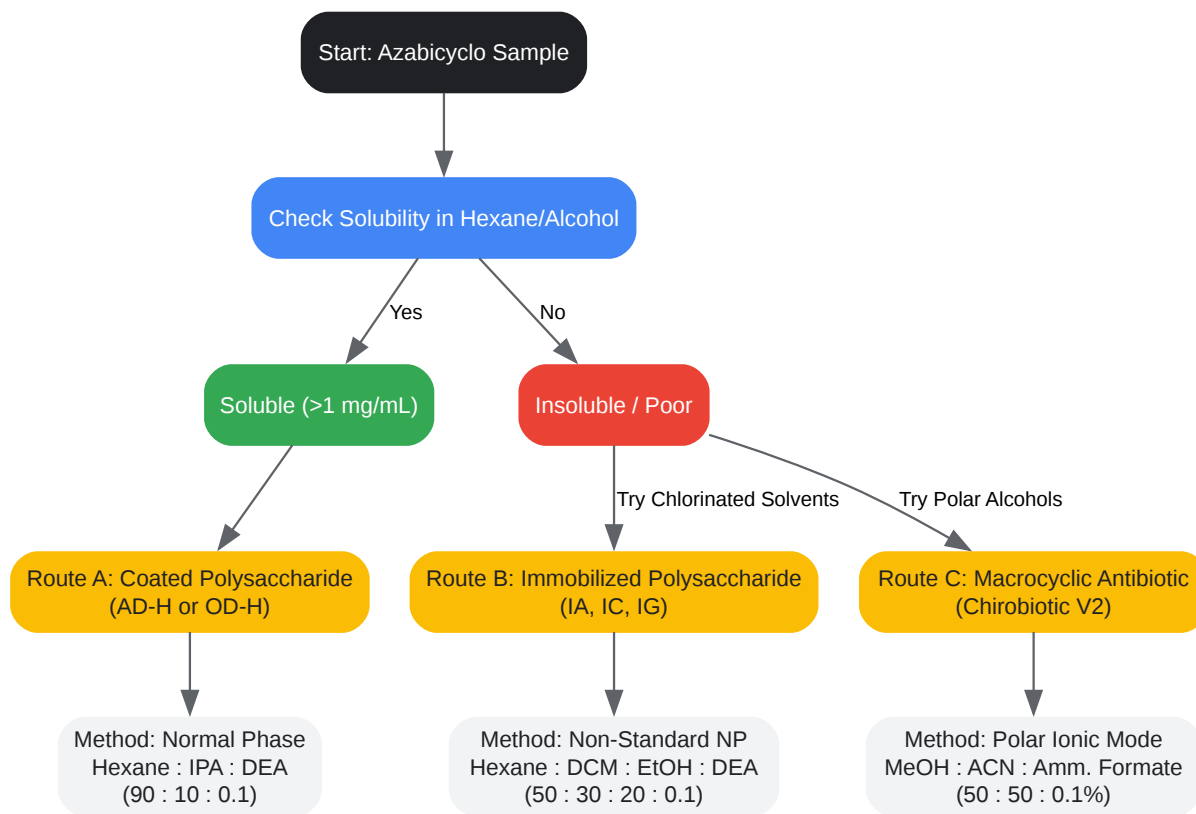 Start: Azabicyclo Sample
Check Solubility in Hexane/Alcohol
Yes
No
Soluble (>1 mg/mL)
Insoluble / Poor
Try Chlorinated Solvents
Try Polar Alcohols
Route A: Coated Polysaccharide
(AD-H or OD-H)
Route B: Immobilized Polysaccharide
(IA, IC, IG)
Route C: Macrocyclic Antibiotic
(Chirobiotic V2)
Method: Normal Phase
Hexane : IPA : DEA
(90 : 10 : 0.1)
Method: Non-Standard NP
Hexane : DCM : EtOH : DEA
(50 : 30 : 20 : 0.1)
Method: Polar Ionic Mode
MeOH : ACN : Amm. Formate
(50 : 50 : 0.1%)